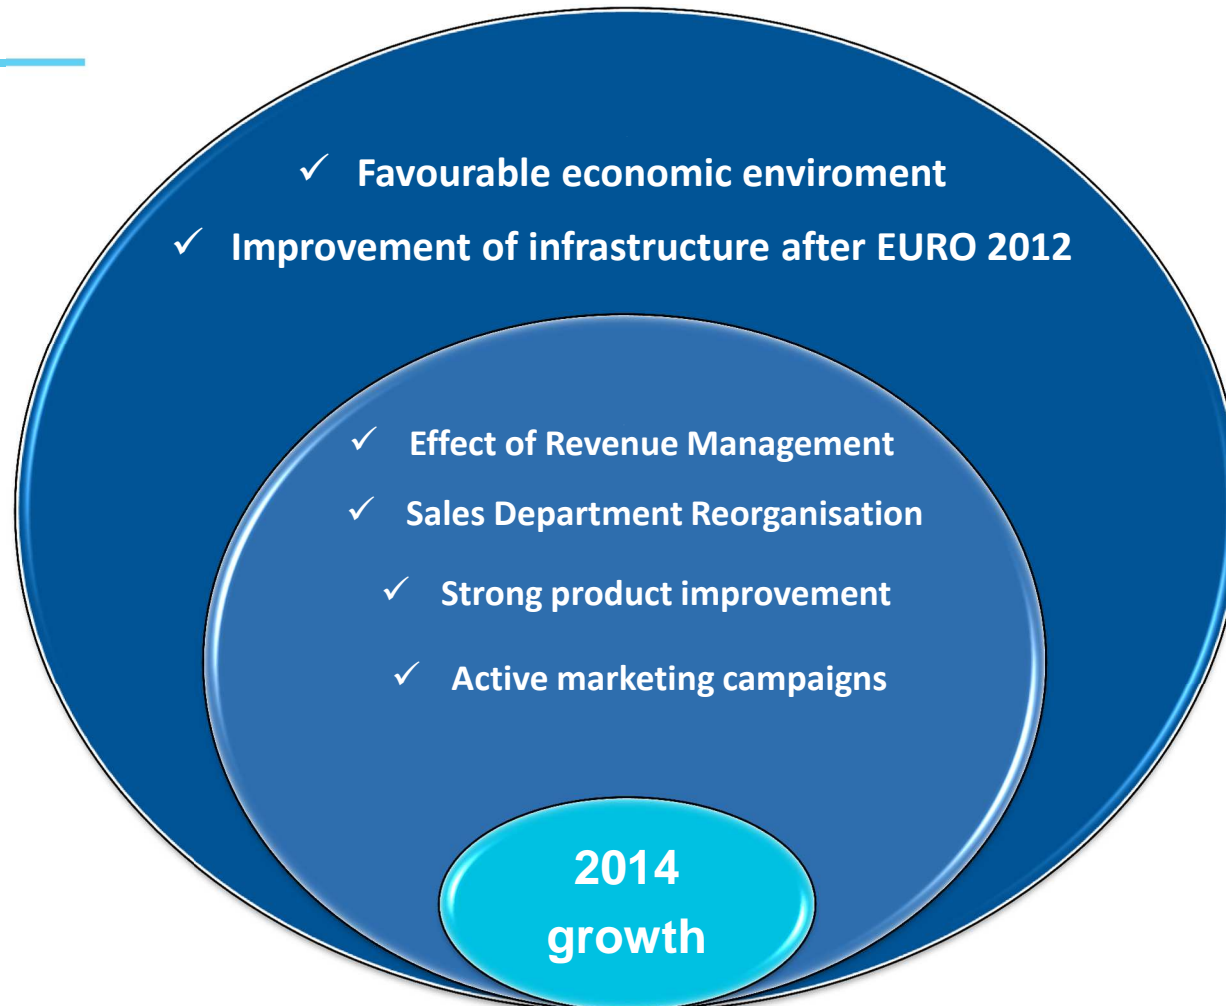 ✓ Favourable economic enviroment
✓ Improvement of infrastructure after EURO 2012
✓ Effect of Revenue Management
✓ Sales Department Reorganisation
✓ Strong product improvement
✓ Active marketing campaigns
2014
growth